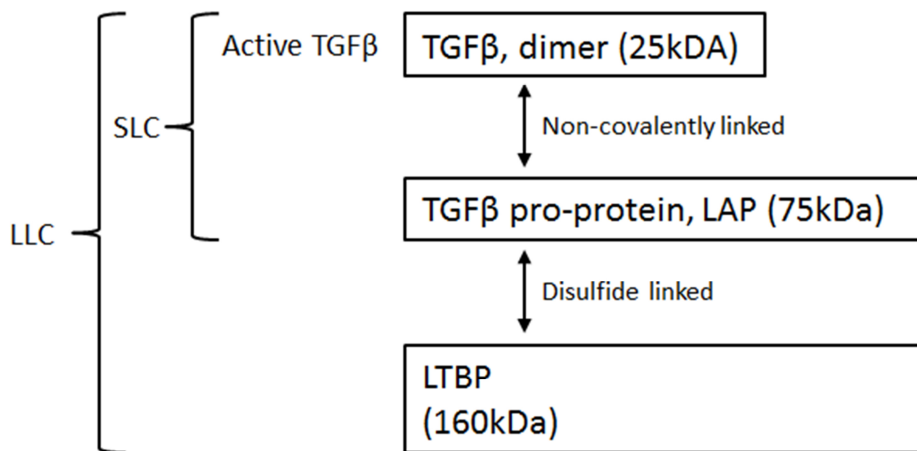 Active TGFβ
TGFβ, dimer (25kDA)
Non-covalently linked
SLC
TGFβ pro-protein, LAP (75kDa)
LLC
Disulfide linked
LTBP
(160kDa)